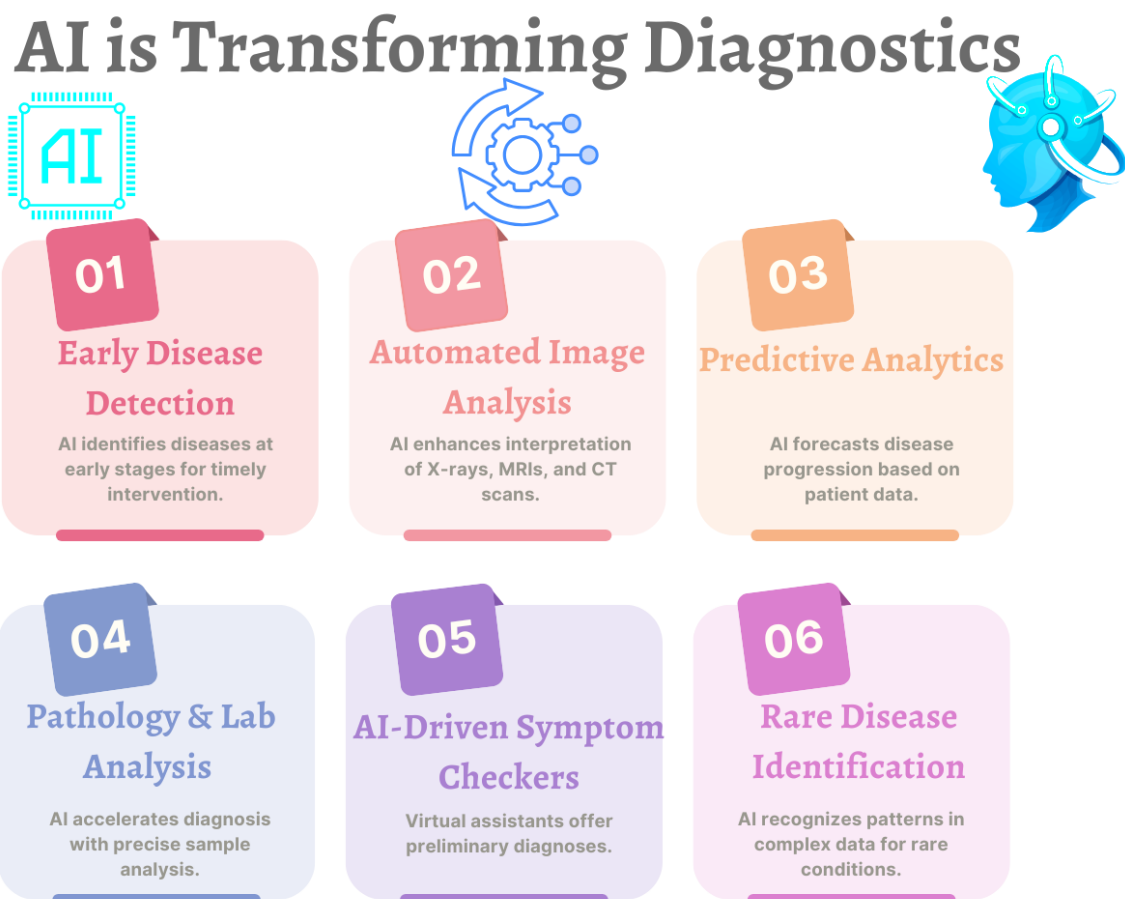 AI is Transforming Diagnostics
AI
01
Early Disease
Detection
AI identifies diseases at
early stages for timely
intervention.
02
Automated Image
Analysis
AI enhances interpretation
of X-rays, MRIs, and CT
scans.
03
Predictive Analytics
AI forecasts disease
progression based on
patient data.
04
Pathology & Lab
Analysis
AI accelerates diagnosis
with precise sample
analysis.
05
AI-Driven Symptom
Checkers
Virtual assistants offer
preliminary diagnoses.
06
Rare Disease
Identification
AI recognizes patterns in
complex data for rare
conditions.